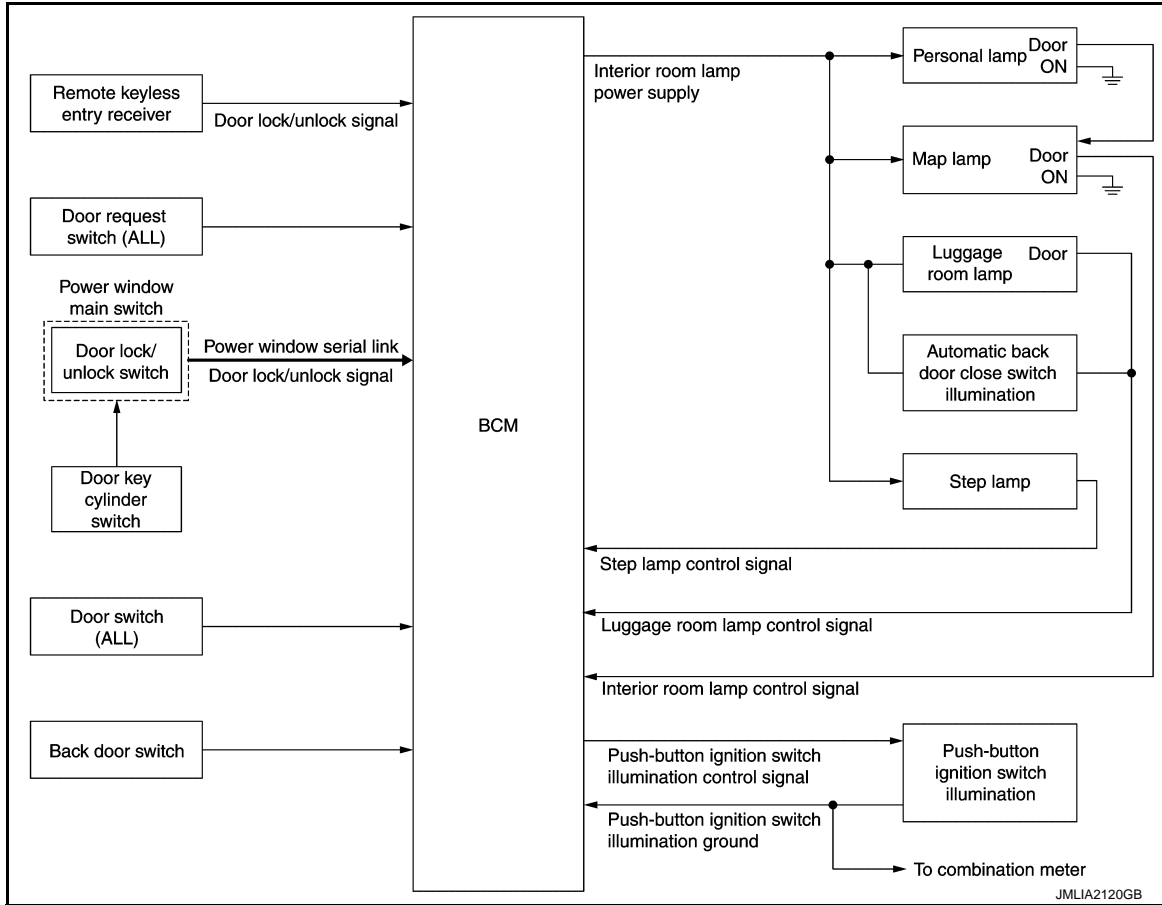 Remote keyless
entry receiver
Door lock/unlock signal
Door request
switch (ALL)
Power window
main switch
Door lock/
unlock switch
Power window serial link
Door lock/unlock signal
Door key
cylinder
switch
Door switch
(ALL)
Back door switch
BCM
Interior room lamp
power supply
Personal lamp
Door
ON
Map lamp
Door
ON
Luggage
room lamp
Door
Automatic back
door close switch
illumination
Step lamp
Step lamp control signal
Luggage room lamp control signal
Interior room lamp control signal
Push-button ignition switch
illumination control signal
Push-button
ignition switch
illumination
Push-button ignition switch
illumination ground
To combination meter
JMLIA2120GB